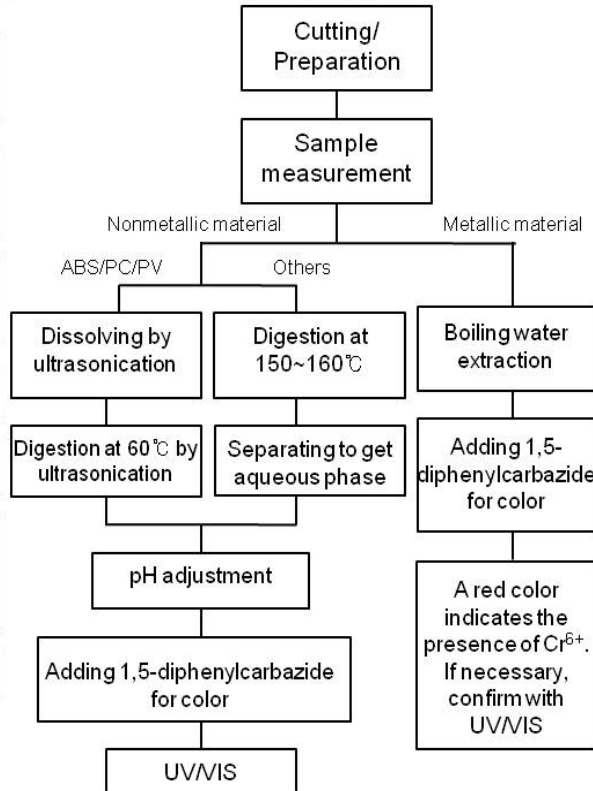 Cutting/
Preparation
Sample
measurement
Nonmetallic material
Metallic material
ABS/PC/PV
Others
Dissolving by
ultrasonication
Digestion at
150~160℃
Boiling water
extraction
Digestion at 60℃ by
ultrasonication
Separating to get
aqueous phase
Adding 1,5-
diphenylcarbazide
for color
pH adjustment
A red color
indicates the
presence of Cr⁶⁺.
If necessary,
confirm with
UV/VIS
Adding 1,5-diphenylcarbazide
for color
UV/VIS